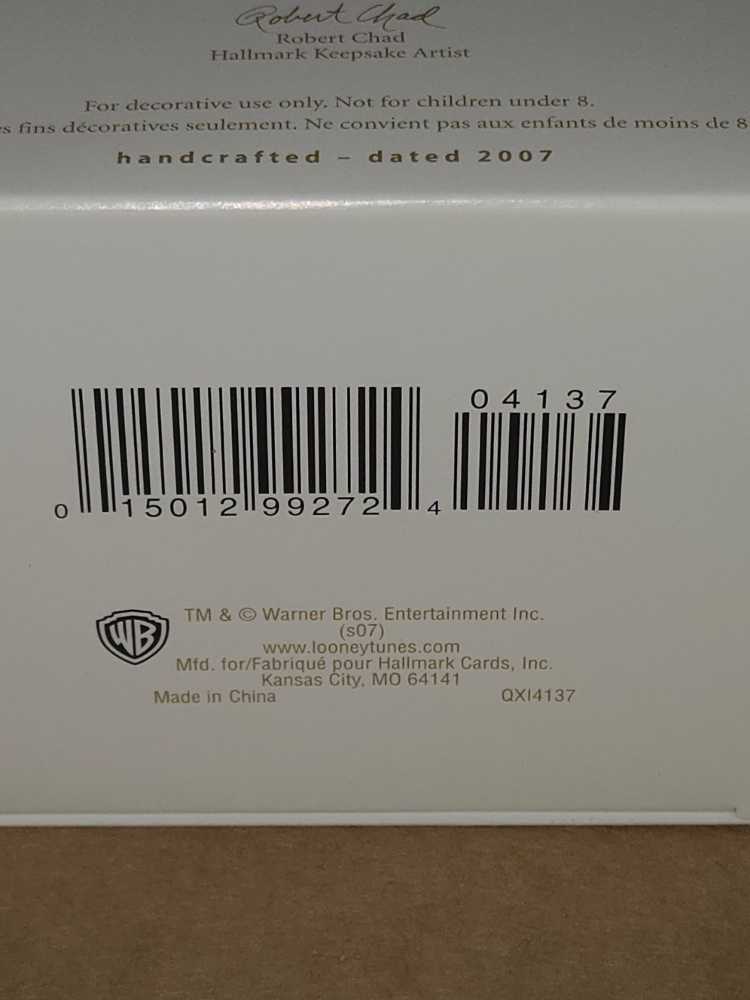 Robert Chad
Robert Chad
Hallmark Keepsake Artist
For decorative use only. Not for children under 8.
fins décoratives seulement. Ne convient pas aux enfants de moins de 8
handcrafted – dated 2007
04137
0 15012 99272 4
WB
TM & © Warner Bros. Entertainment Inc.
(s07)
www.looneytunes.com
Mfd. for/Fabriqué pour Hallmark Cards, Inc.
Kansas City, MO 64141
Made in China QXI4137